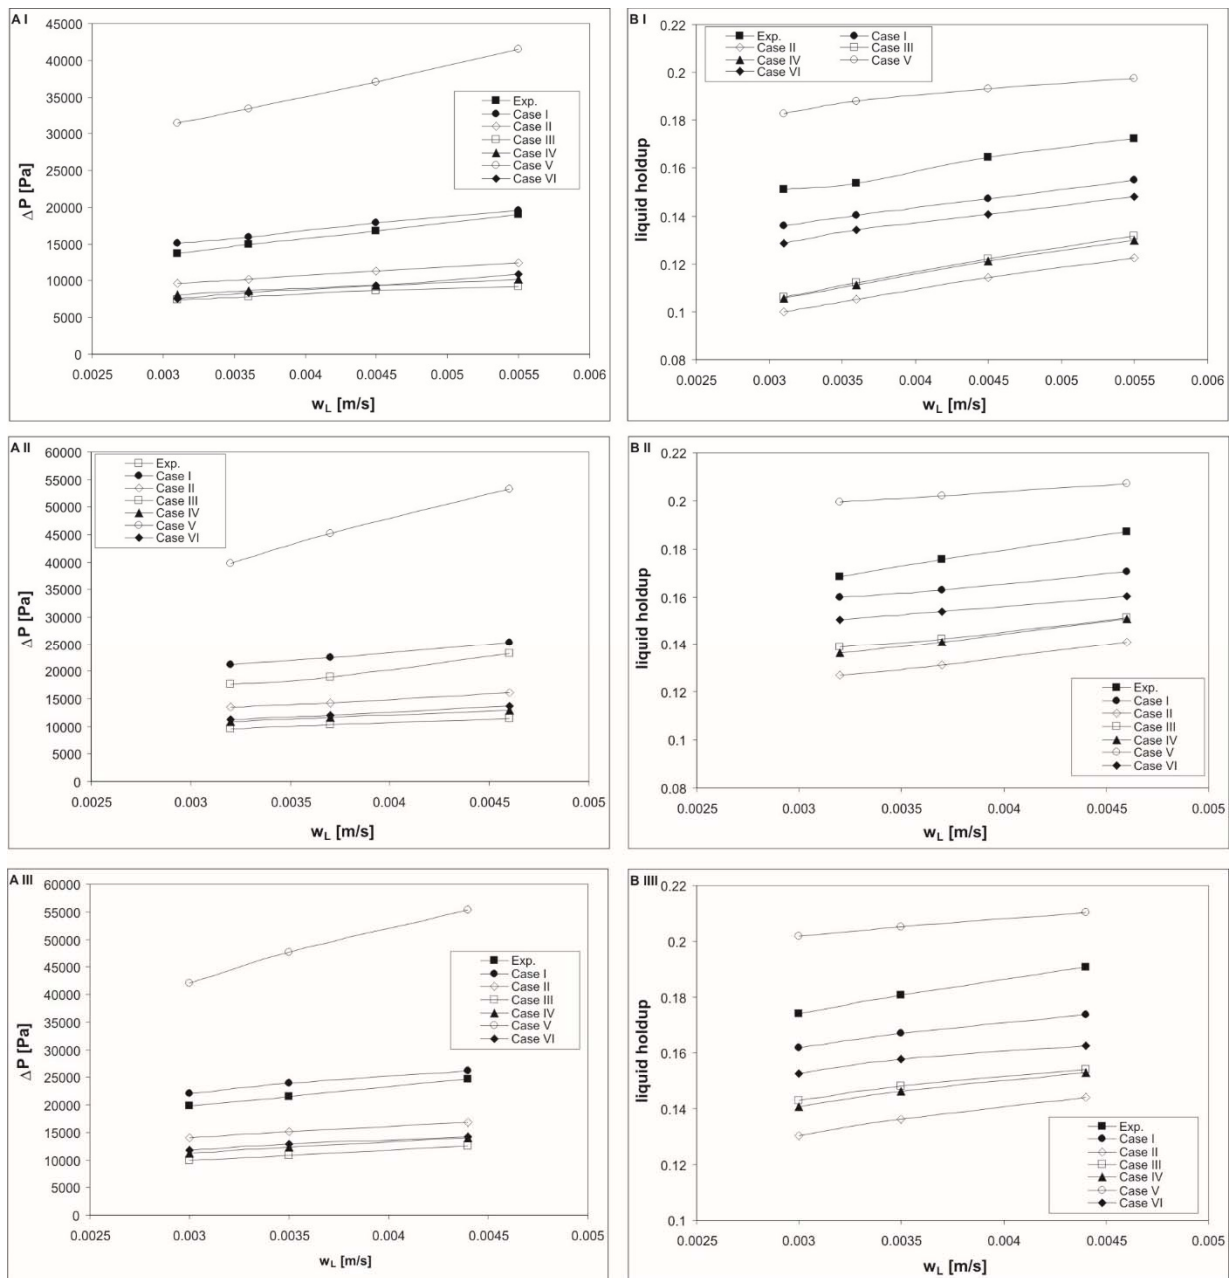 A I
45000
40000
35000
30000
25000
20000
15000
10000
5000
0
ΔP [Pa]
Exp.
Case I
Case II
Case III
Case IV
Case V
Case VI
0.0025 0.003 0.0035 0.004 0.0045 0.005 0.0055 0.006
w_L [m/s]
B I
0.22
0.2
0.18
0.16
0.14
0.12
0.1
0.08
liquid holdup
Exp. Case I
Case II Case III
Case IV Case V
Case VI
0.0025 0.003 0.0035 0.004 0.0045 0.005 0.0055 0.006
w_L [m/s]
A II
60000
55000
50000
45000
40000
35000
30000
25000
20000
15000
10000
5000
0
ΔP [Pa]
Exp.
Case I
Case II
Case III
Case IV
Case V
Case VI
0.0025 0.003 0.0035 0.004 0.0045 0.005
w_L [m/s]
B II
0.22
0.2
0.18
0.16
0.14
0.12
0.1
0.08
liquid holdup
Exp.
Case I
Case II
Case III
Case IV
Case V
Case VI
0.0025 0.003 0.0035 0.004 0.0045 0.005
w_L [m/s]
A III
60000
55000
50000
45000
40000
35000
30000
25000
20000
15000
10000
5000
0
ΔP [Pa]
Exp.
Case I
Case II
Case III
Case IV
Case V
Case VI
0.0025 0.003 0.0035 0.004 0.0045 0.005
w_L [m/s]
B IIII
0.22
0.2
0.18
0.16
0.14
0.12
0.1
liquid holdup
Exp.
Case I
Case II
Case III
Case IV
Case V
Case VI
0.0025 0.003 0.0035 0.004 0.0045 0.005
w_L [m/s]